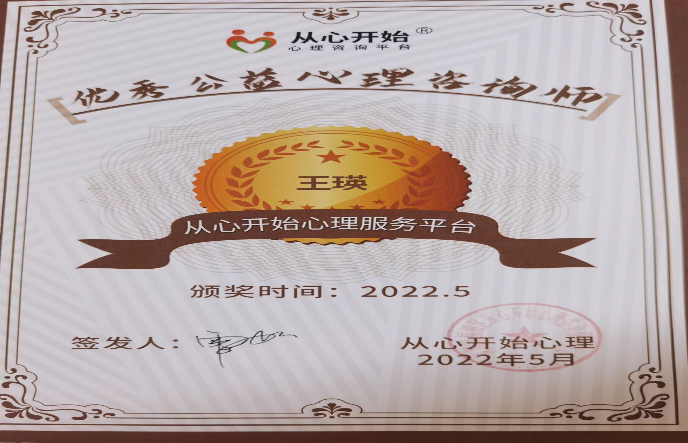 从心开始®
心理咨询平台
优秀公益心理咨询师
王瑛
从心开始心理服务平台
颁奖时间：2022.5
签发人：
从心开始心理
2022年5月